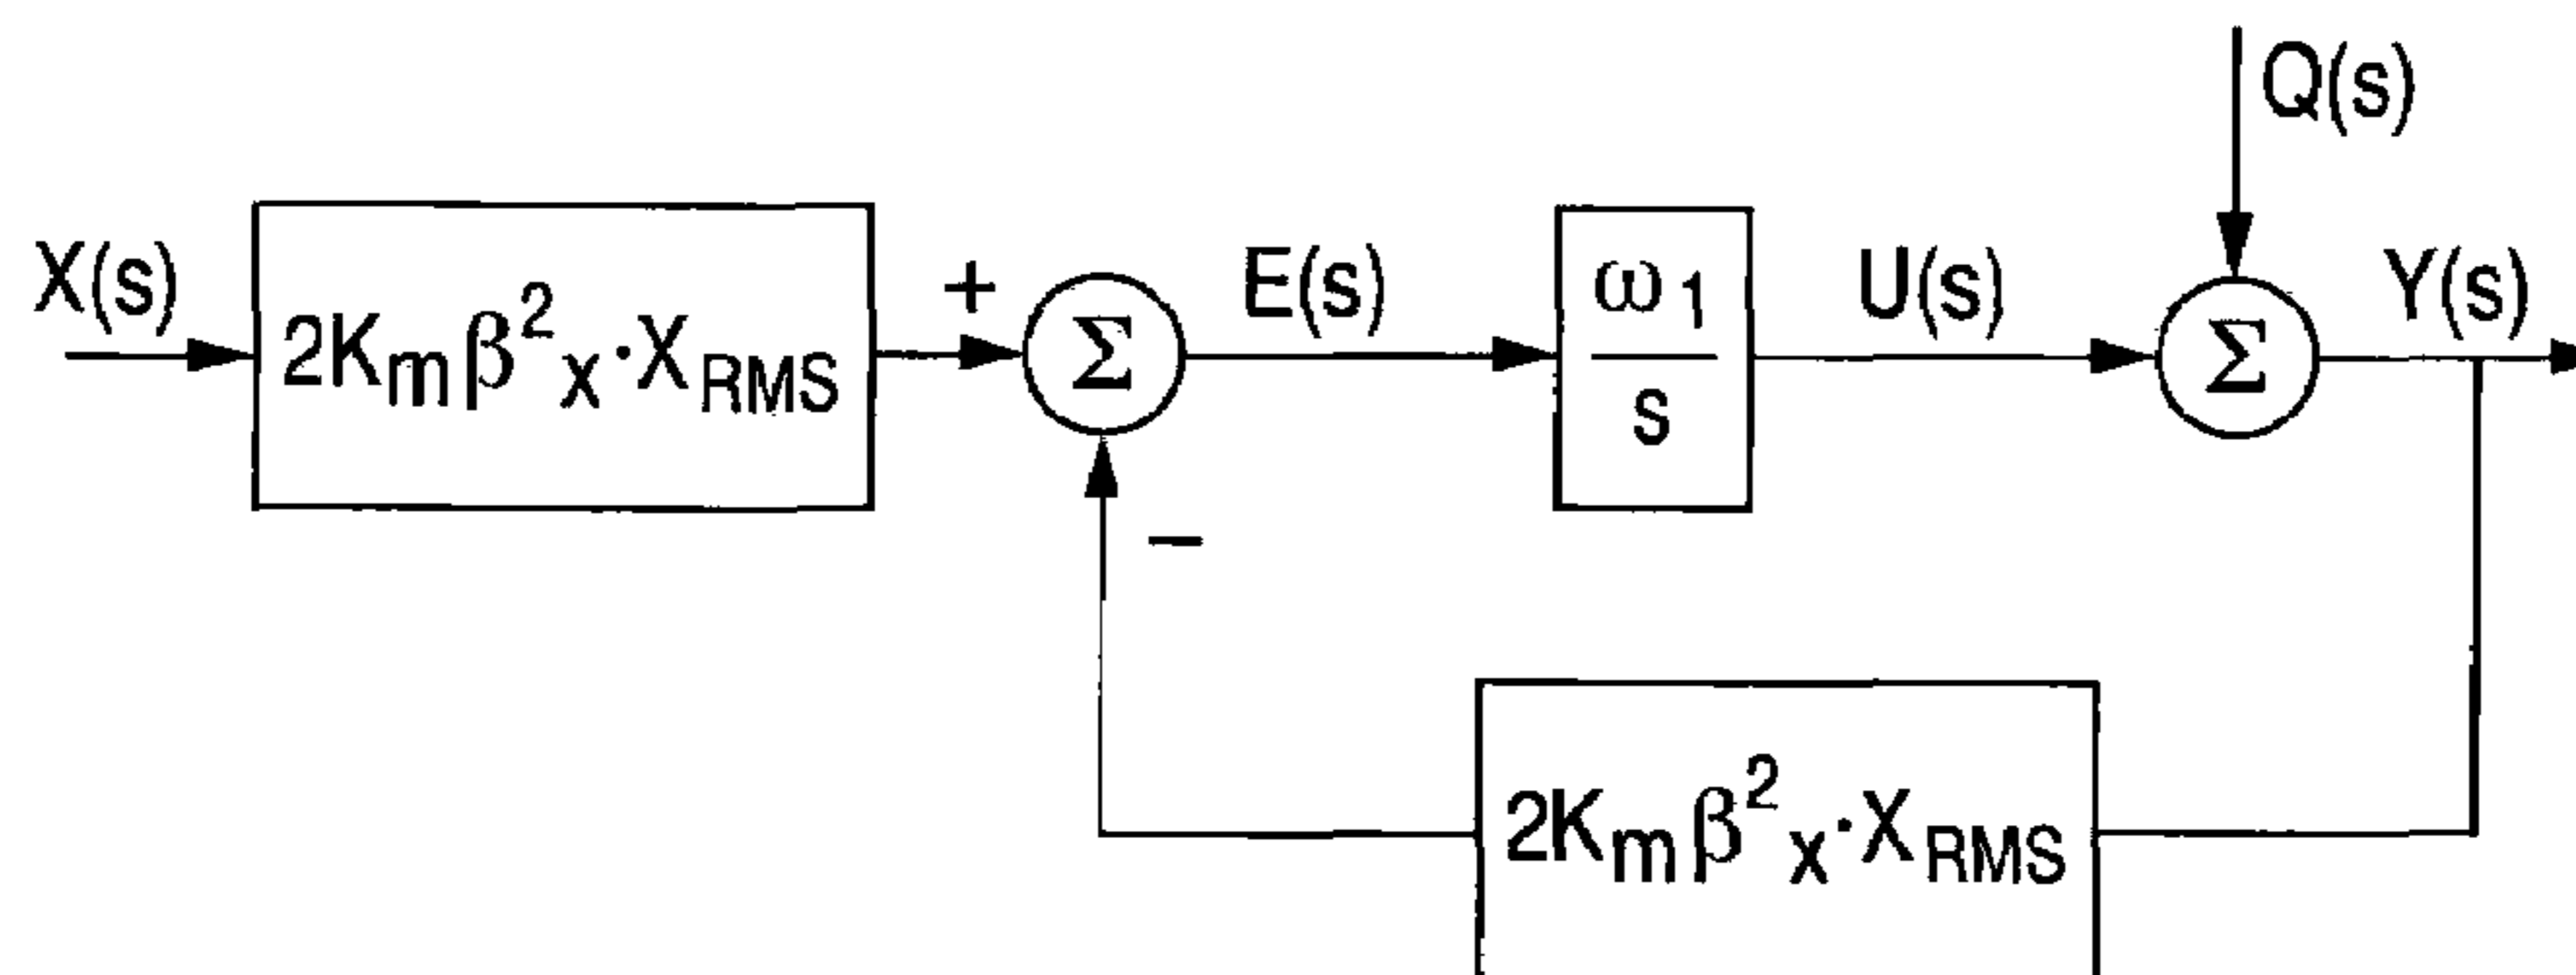 Q(s)
X(s)
2Kmβ²x·XRMS
+
Σ
E(s)
ω1
s
U(s)
Σ
Y(s)
−
2Kmβ²x·XRMS